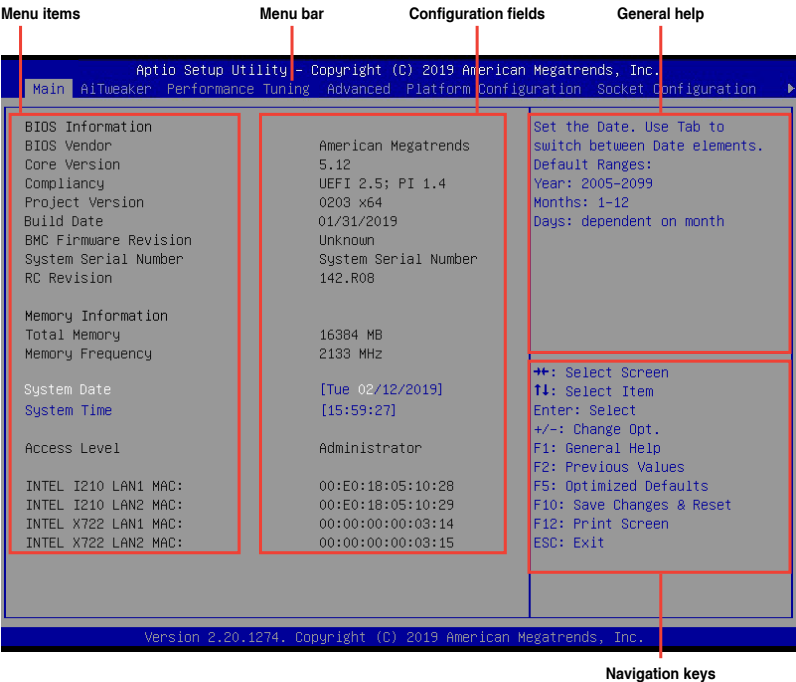 Menu items Menu bar Configuration fields General help
Aptio Setup Utility – Copyright (C) 2019 American Megatrends, Inc.
Main AiTweaker Performance Tuning Advanced Platform Configuration Socket Configuration
BIOS Information
BIOS Vendor American Megatrends
Core Version 5.12
Compliancy UEFI 2.5; PI 1.4
Project Version 0203 x64
Build Date 01/31/2019
BMC Firmware Revision Unknown
System Serial Number System Serial Number
RC Revision 142.R08
Memory Information
Total Memory 16384 MB
Memory Frequency 2133 MHz
System Date [Tue 02/12/2019]
System Time [15:59:27]
Access Level Administrator
INTEL I210 LAN1 MAC: 00:E0:18:05:10:28
INTEL I210 LAN2 MAC: 00:E0:18:05:10:29
INTEL X722 LAN1 MAC: 00:00:00:00:03:14
INTEL X722 LAN2 MAC: 00:00:00:00:03:15
Set the Date. Use Tab to
switch between Date elements.
Default Ranges:
Year: 2005-2099
Months: 1-12
Days: dependent on month
→←: Select Screen
↑↓: Select Item
Enter: Select
+/-: Change Opt.
F1: General Help
F2: Previous Values
F5: Optimized Defaults
F10: Save Changes & Reset
F12: Print Screen
ESC: Exit
Version 2.20.1274. Copyright (C) 2019 American Megatrends, Inc.
Navigation keys